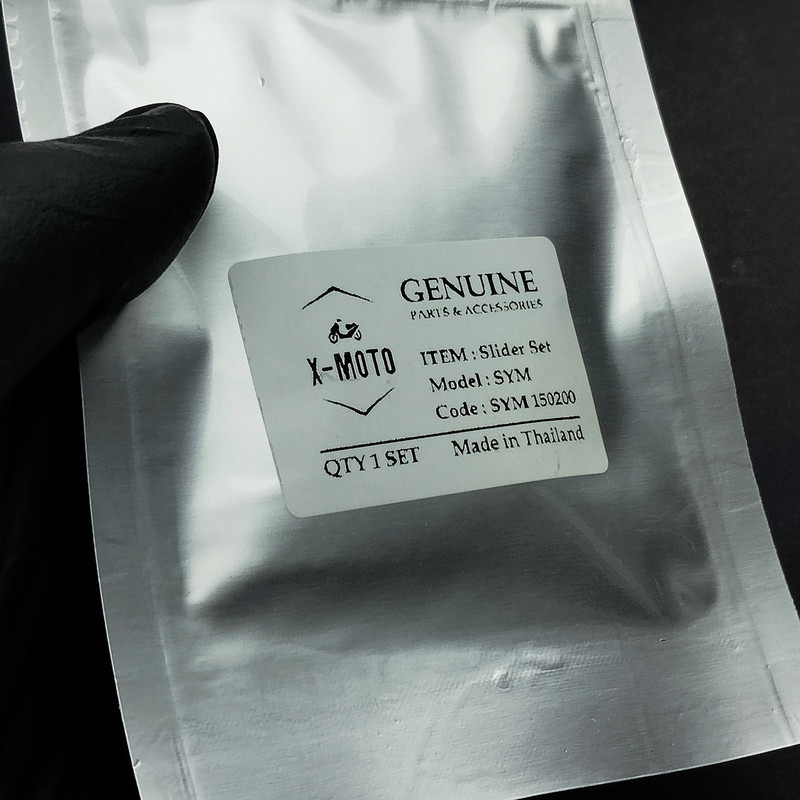 GENUINE
PARTS & ACCESSORIES
X-MOTO
ITEM : Slider Set
Model : SYM
Code : SYM 150200
QTY 1 SET
Made in Thailand